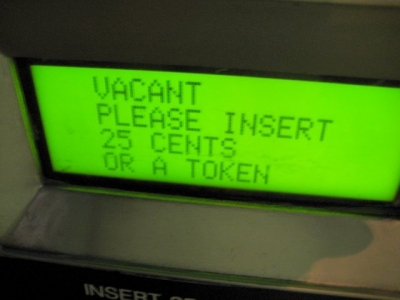 VACANT
PLEASE INSERT
25 CENTS
OR A TOKEN
INSERT